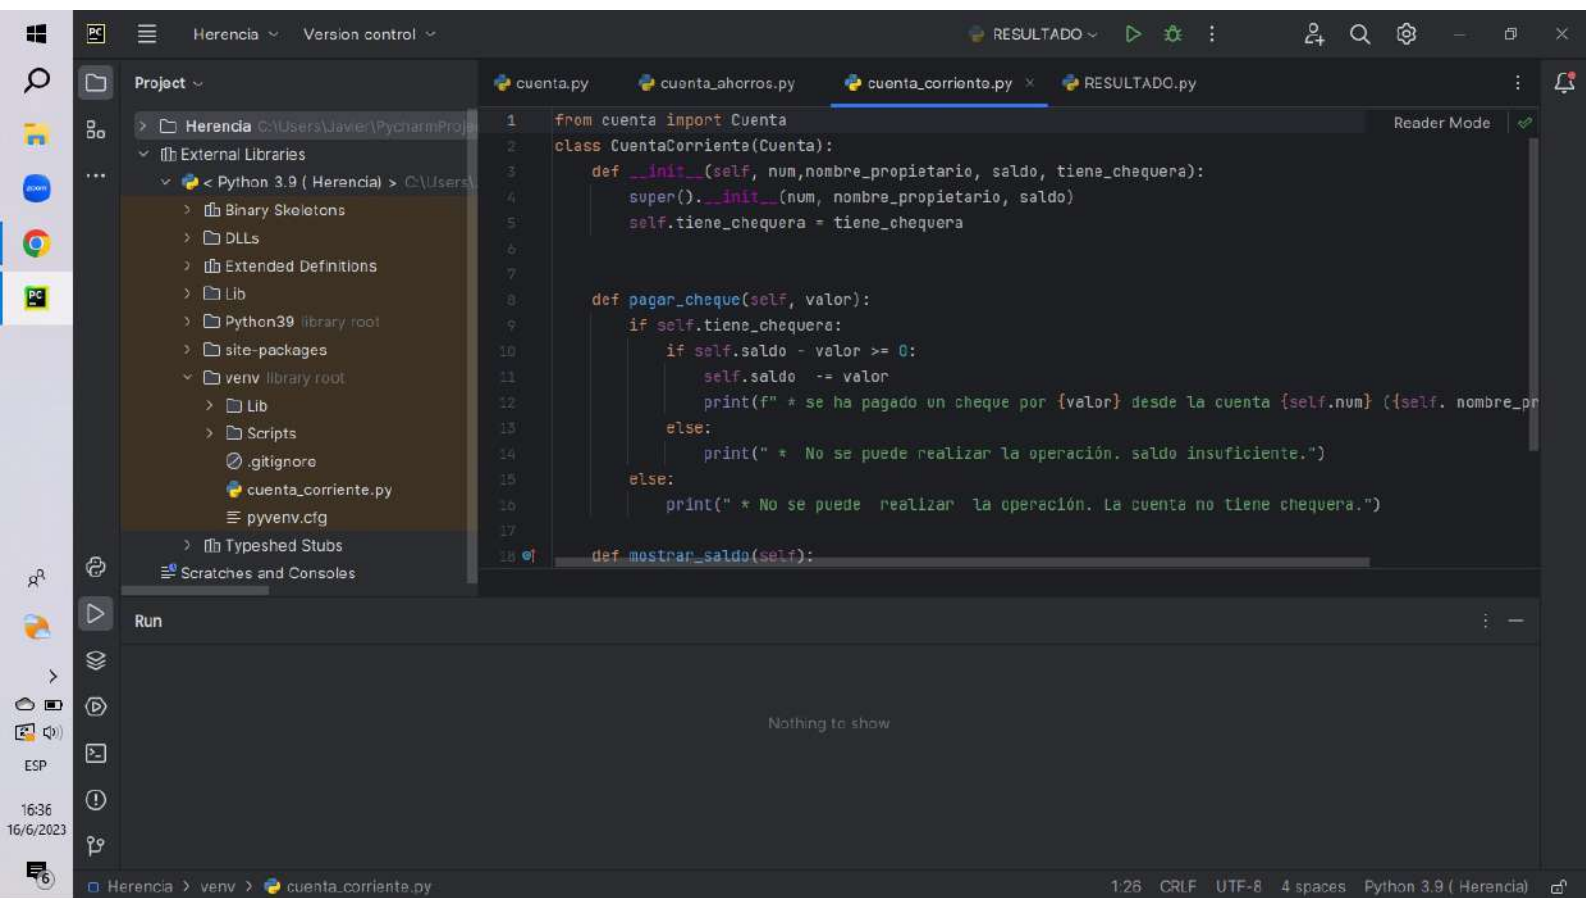 PC Herencia Version control RESULTADO
Project
cuenta.py cuenta_ahorros.py cuenta_corriente.py × RESULTADO.py
Herencia C:\Users\Javier\PycharmProje
External Libraries
< Python 3.9 ( Herencia) > C:\Users\
Binary Skeletons
DLLs
Extended Definitions
Lib
Python39 library root
site-packages
venv library root
Lib
Scripts
.gitignore
cuenta_corriente.py
pyvenv.cfg
Typeshed Stubs
Scratches and Consoles
Reader Mode
1 from cuenta import Cuenta
2 class CuentaCorriente(Cuenta):
3 def __init__(self, num,nombre_propietario, saldo, tiene_chequera):
4 super().__init__(num, nombre_propietario, saldo)
5 self.tiene_chequera = tiene_chequera
6
7
8 def pagar_cheque(self, valor):
9 if self.tiene_chequera:
10 if self.saldo - valor >= 0:
11 self.saldo -= valor
12 print(f" * se ha pagado un cheque por {valor} desde la cuenta {self.num} ({self. nombre_pr
13 else:
14 print(" * No se puede realizar la operación. saldo insuficiente.")
15 else:
16 print(" * No se puede realizar la operación. La cuenta no tiene chequera.")
17
18 def mostrar_saldo(self):
Run
Nothing to show
zoom
PC
ESP
16:36
16/6/2023
6
Herencia > venv > cuenta_corriente.py
1:26 CRLF UTF-8 4 spaces Python 3.9 ( Herencia)